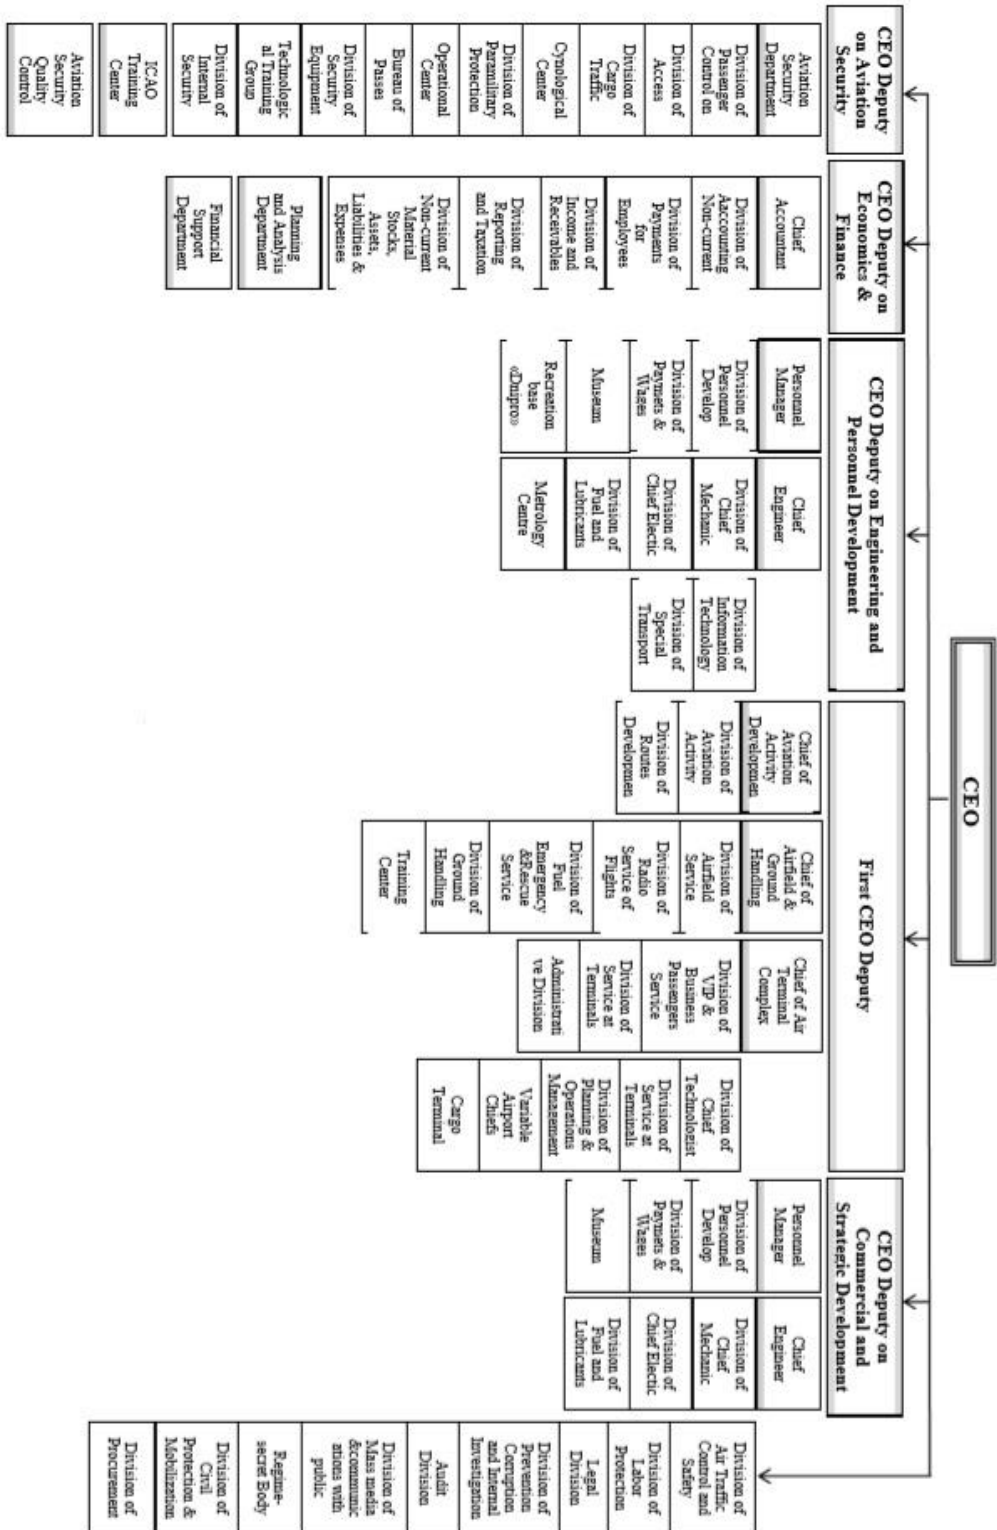 CEO
CEO Deputy
on Aviation
Security
Aviation
Security
Department
Division of
Passenger
Control on
Division of
Access
Division of
Cargo
Traffic
Cynological
Center
Division of
Paramilitary
Protection
Operational
Center
Bureau of
Passes
Division of
Security
Equipment
Technologic
al Training
Group
Division of
Internal
Security
ICAO
Training
Center
Aviation
Security
Quality
Control
CEO Deputy on
Economics &
Finance
Chief
Accountant
Division of
Aaccounting
Non-current
Division of
Payments
for
Employees
Division of
Income and
Receivables
Division of
Reporting
and Taxation
Division of
Non-current
Material
Stocks,
Assets,
Liabilities &
Expenses
Planning
and Analysis
Department
Financial
Support
Department
CEO Deputy on Engineering and
Personnel Development
Personnel
Manager
Division of
Personnel
Develop
Division of
Paymets &
Wages
Museum
Recreation
base
«Dnipro»
Chief
Engineer
Division of
Chief
Mechanic
Division of
Chief Electic
Division of
Fuel and
Lubricants
Metrology
Centre
Division of
Information
Technology
Division of
Special
Transport
First CEO Deputy
Chief of
Aviation
Activity
Developmen
Division of
Aviation
Activity
Division of
Routes
Developmen
Chief of
Airfield &
Ground
Handling
Division of
Airfield
Service
Division of
Radio
Service of
Flights
Division of
Fuel
Emergency
&Rescue
Service
Division of
Ground
Handling
Training
Center
Chief of Air
Terminal
Complex
Division of
VIP &
Business
Passengers
Service
Division of
Service at
Terminals
Administrati
ve Division
Division of
Chief
Technologist
Division of
Service at
Terminals
Division of
Planning &
Operations
Management
Variable
Airport
Chiefs
Cargo
Terminal
CEO Deputy on
Commercial and
Strategic Development
Personnel
Manager
Division of
Personnel
Develop
Division of
Paymets &
Wages
Museum
Chief
Engineer
Division of
Chief
Mechanic
Division of
Chief Electic
Division of
Fuel and
Lubricants
Division of
Air Traffic
Control and
Safety
Division of
Labor
Protection
Legal
Division
Division of
Prevention
Corruption
and Internal
Investigation
Audit
Division
Division of
Mass media
&communic
ations with
public
Regime-
secret Body
Division of
Civil
Protection &
Mobilization
Division of
Procurement